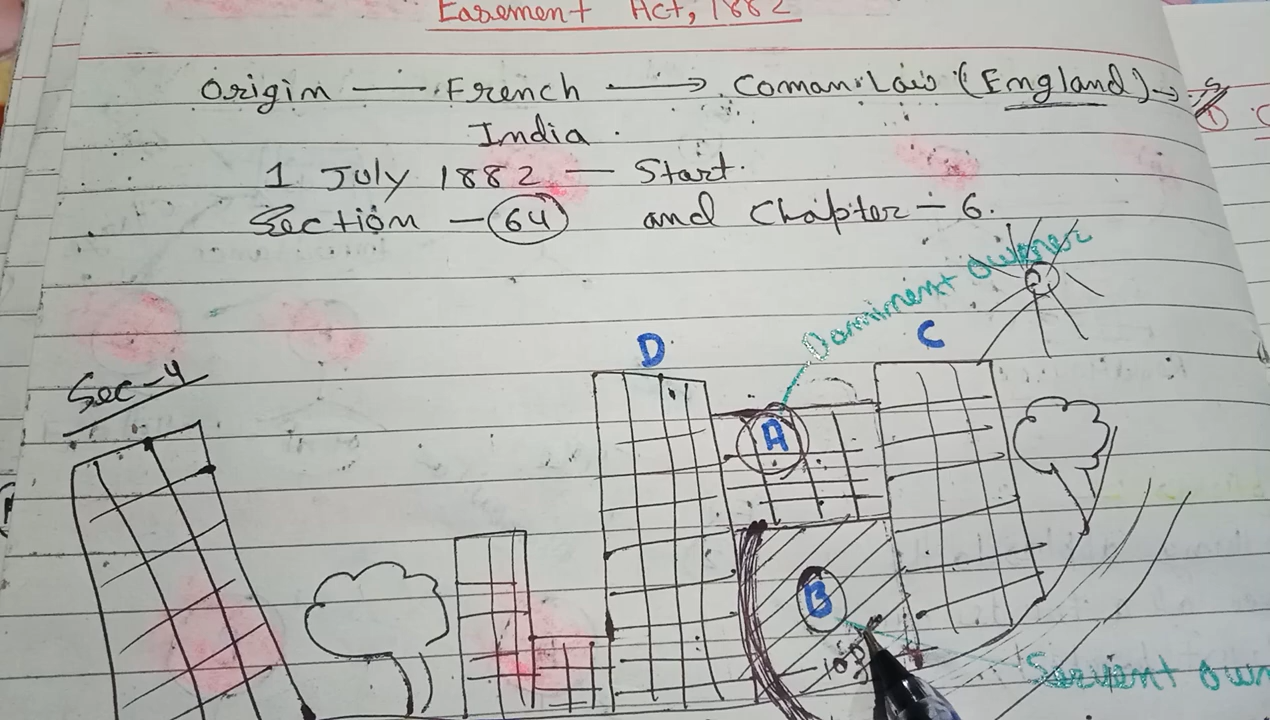 Easement Act, 1882
Origin — French → Coman Law (England) →
India.
1 July 1882 — Start.
Section — 64 and Chapter — 6.
Dominent owner
D
C
Sec-4
A
B
Servient own